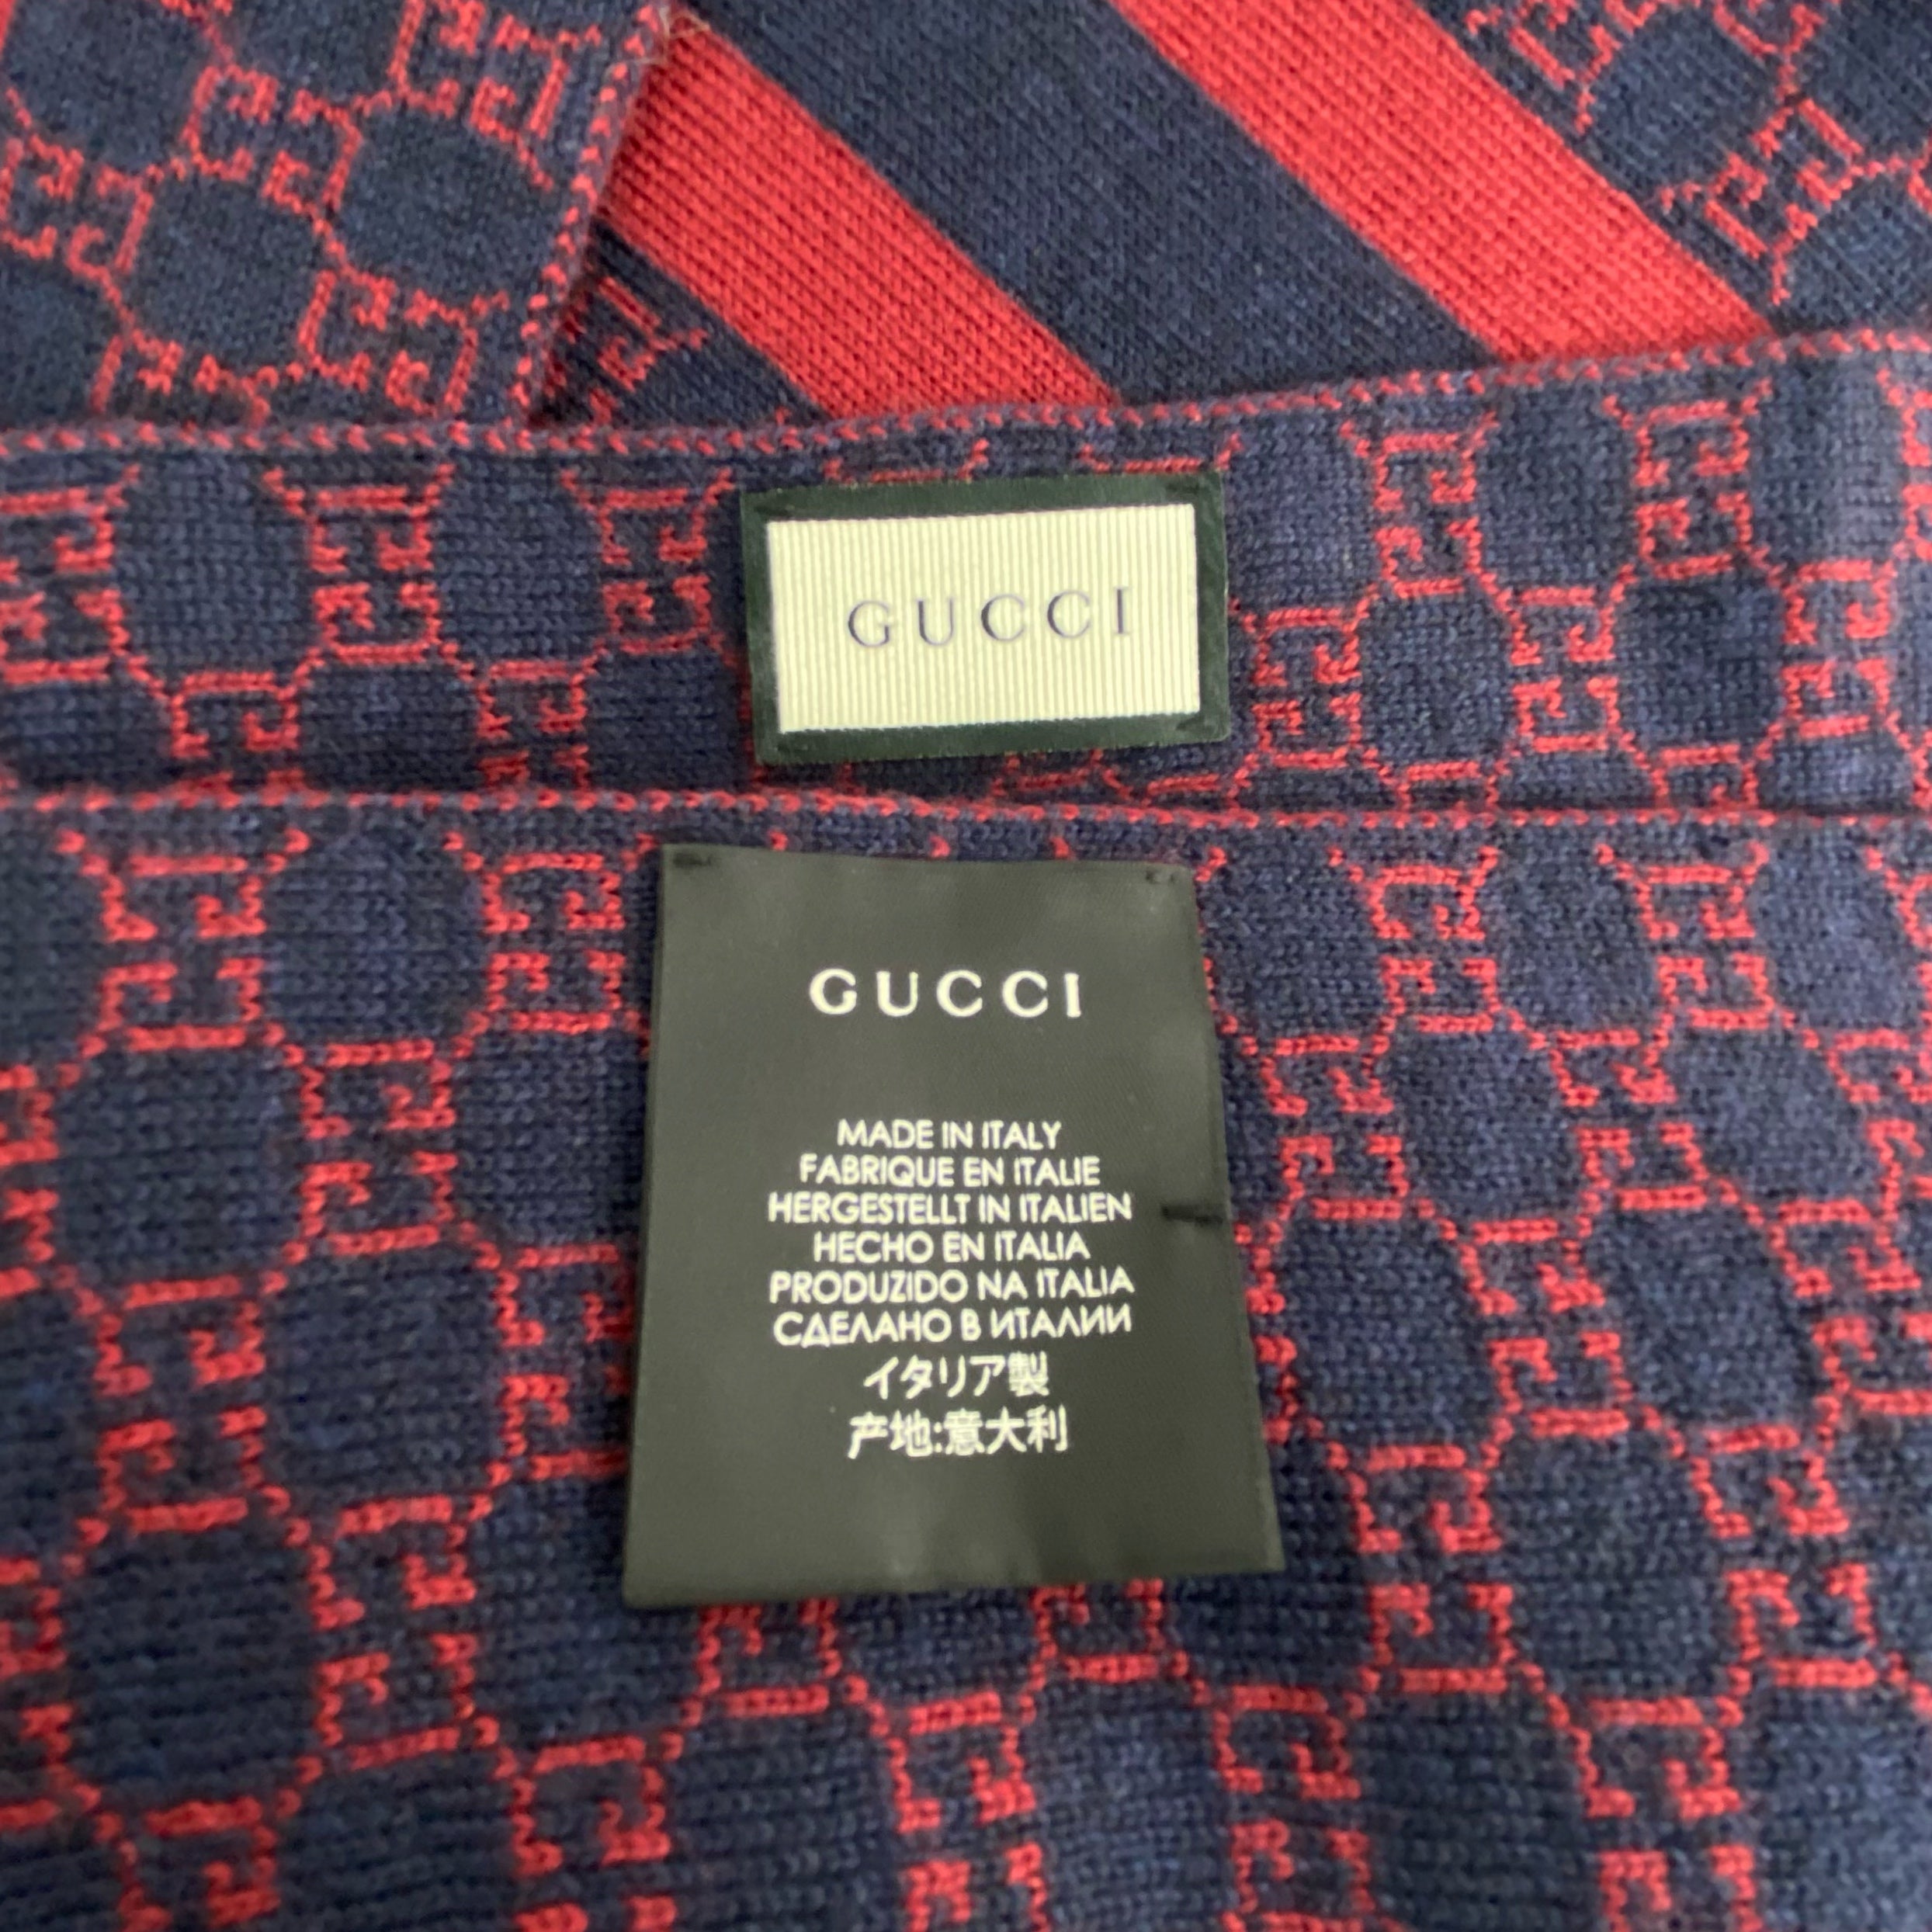 GUCCI
GUCCI
MADE IN ITALY
FABRIQUE EN ITALIE
HERGESTELLT IN ITALIEN
HECHO EN ITALIA
PRODUZIDO NA ITALIA
СДЕЛАНО В ИТАЛИИ
イタリア製
产地:意大利